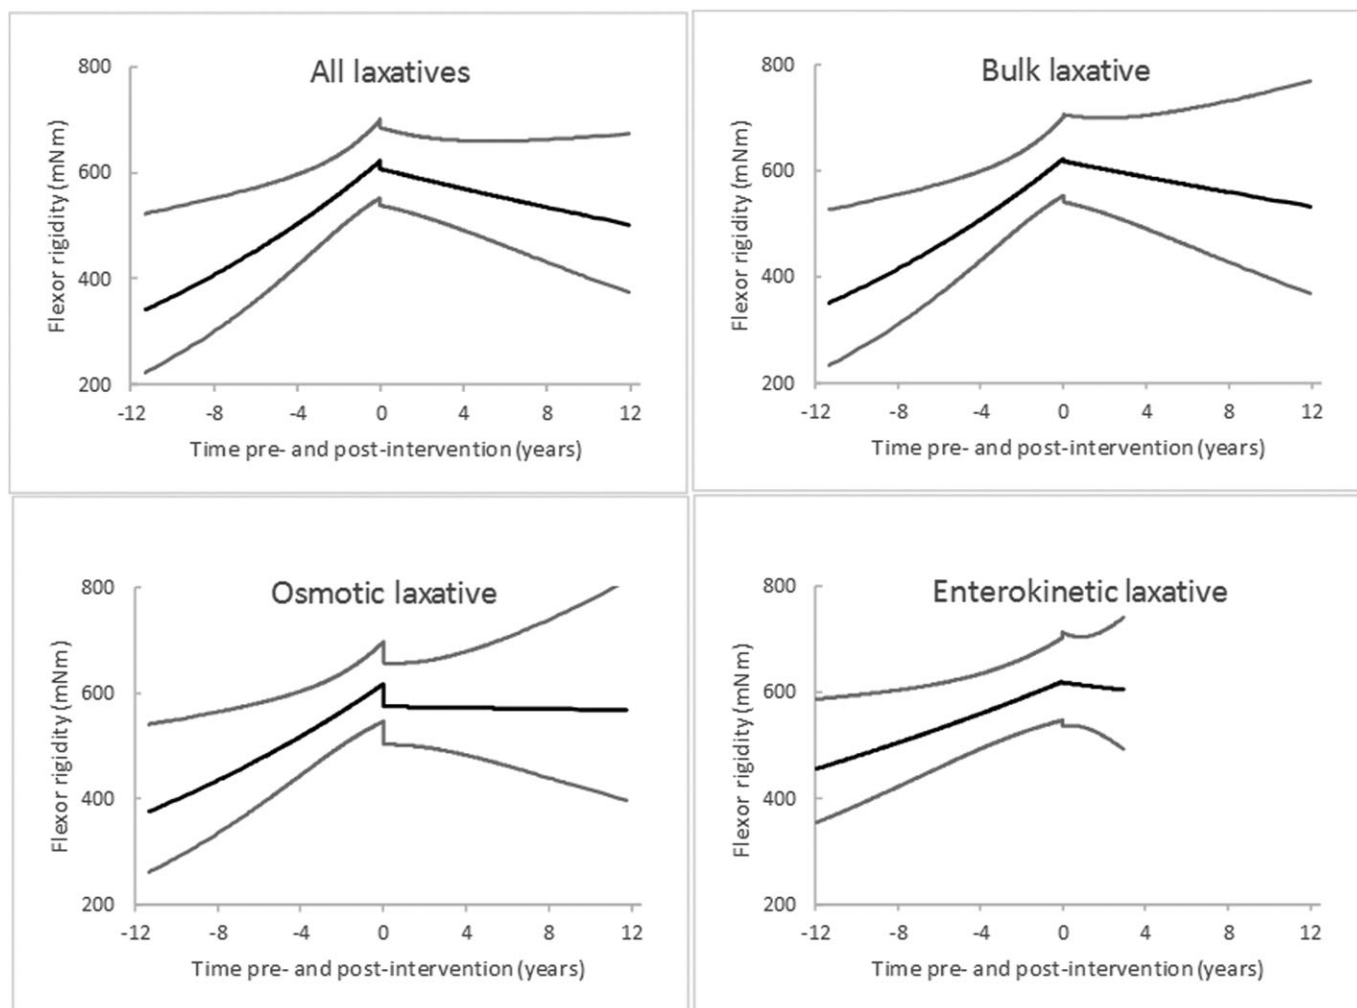 All laxatives
800
600
400
200
Flexor rigidity (mNm)
-12 -8 -4 0 4 8 12
Time pre- and post-intervention (years)
Bulk laxative
800
600
400
200
Flexor rigidity (mNm)
-12 -8 -4 0 4 8 12
Time pre- and post-intervention (years)
Osmotic laxative
800
600
400
200
Flexor rigidity (mNm)
-12 -8 -4 0 4 8 12
Time pre- and post-intervention (years)
Enterokinetic laxative
800
600
400
200
Flexor rigidity (mNm)
-12 -8 -4 0 4 8 12
Time pre- and post-intervention (years)